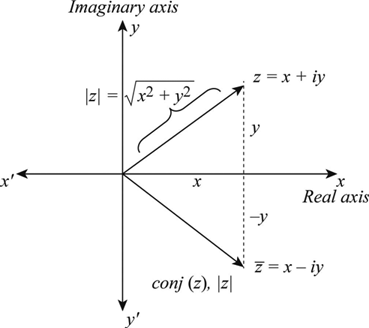 Imaginary axis
y
|z| = √x² + y²
z = x + iy
y
x′
x
x
Real axis
–y
z̅ = x – iy
conj (z), |z|
y′